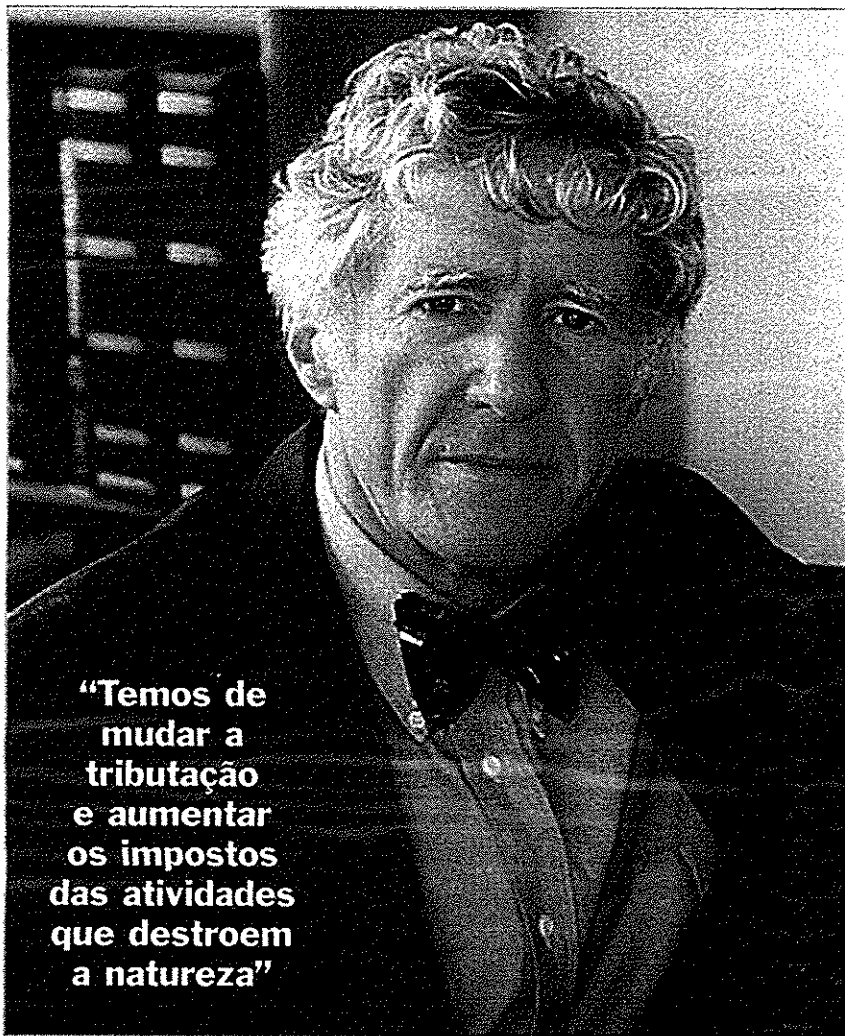 “Temos de
mudar a
tributação
e aumentar
os impostos
das atividades
que destroem
a natureza”